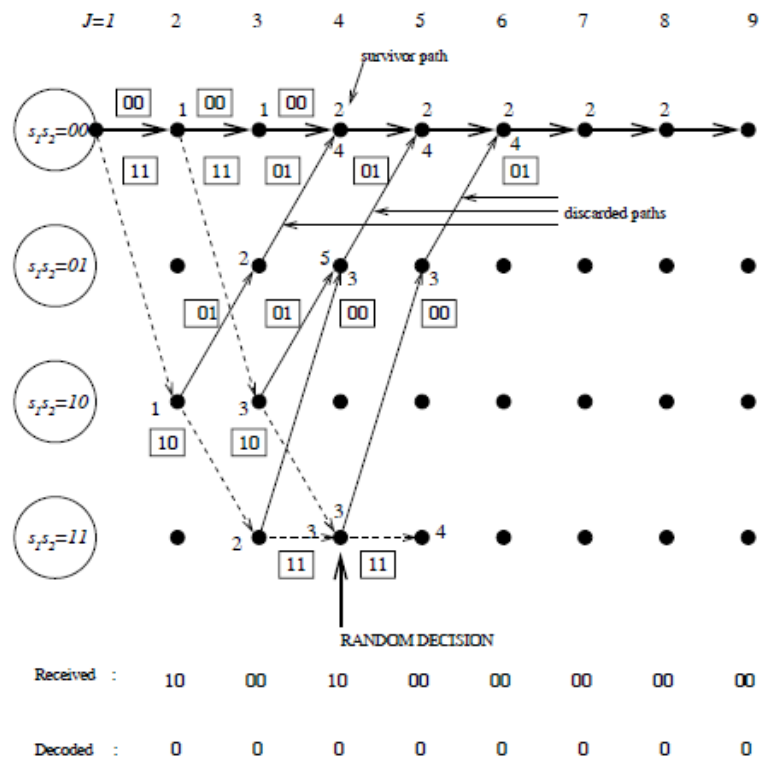 J=1 2 3 4 5 6 7 8 9
survivor path
00 00 00
1 1 2 2 2 2 2
s₁s₂=00
4 4 4
11 11 01 01 01
discarded paths
s₁s₂=01
2 5 3 3
01 01 00 00
s₁s₂=10
1 3
10 10
3
s₁s₂=11
2 3 4
11 11
RANDOM DECISION
Received : 10 00 10 00 00 00 00 00
Decoded : 0 0 0 0 0 0 0 0